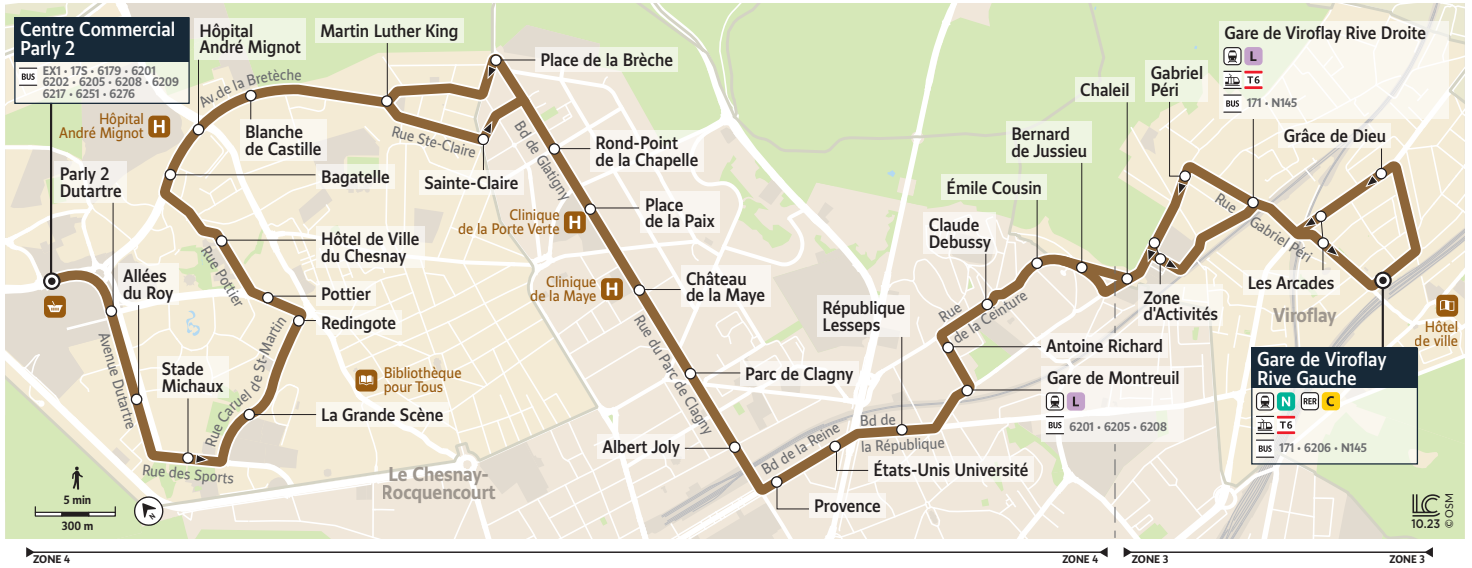 Centre Commercial
Parly 2
BUS EX1 • 17S • 6179 • 6201
6202 • 6205 • 6208 • 6209
6217 • 6251 • 6276
Hôpital
André Mignot
Martin Luther King
Place de la Brèche
Av. de la Bretèche
Hôpital
André Mignot
H
Blanche
de Castille
Rue Ste-Claire
Sainte-Claire
Bd de Glatigny
Rond-Point
de la Chapelle
Parly 2
Dutartre
Bagatelle
Clinique
de la Porte Verte
H
Place
de la Paix
Hôtel de Ville
du Chesnay
Rue Pottier
Allées
du Roy
Pottier
Redingote
Clinique
de la Maye
H
Château
de la Maye
Avenue Dutartre
Stade
Michaux
Rue Caruel de St-Martin
Bibliothèque
pour Tous
La Grande Scène
Rue du Parc de Clagny
Parc de Clagny
Albert Joly
Rue des Sports
Le Chesnay-
Rocquencourt
Provence
Bd de la Reine
États-Unis Université
Bd de
la République
République
Lesseps
Gare de Montreuil
L
BUS 6201 • 6205 • 6208
Antoine Richard
Rue
de la Ceinture
Claude
Debussy
Émile Cousin
Bernard
de Jussieu
Chaleil
Gabriel
Péri
Zone
d'Activités
Gare de Viroflay Rive Droite
L
T6
BUS 171 • N145
Rue
Gabriel Péri
Grâce de Dieu
Les Arcades
Viroflay
Hôtel
de ville
Gare de Viroflay
Rive Gauche
N RER C
T6
BUS 171 • 6206 • N145
5 min
300 m
N
LC
10.23
© OSM
ZONE 4
ZONE 4
ZONE 3
ZONE 3